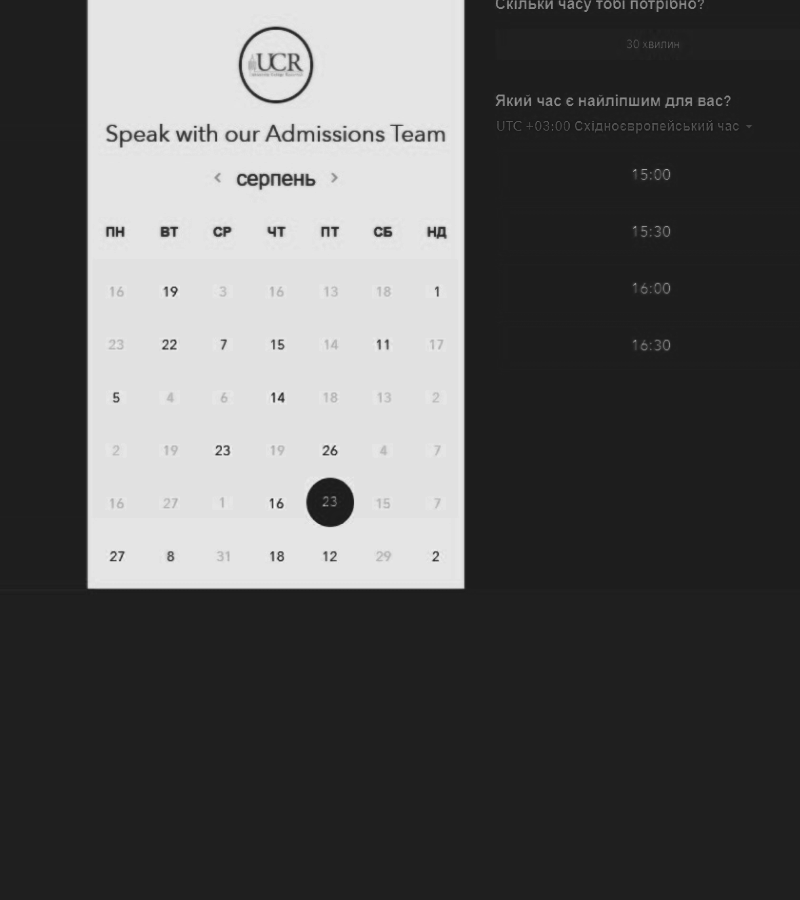 UCR
Speak with our Admissions Team
< серпень >
ПН ВТ СР ЧТ ПТ СБ НД
16 19 3 16 13 18 1
23 22 7 15 14 11 17
5 4 6 14 18 13 2
2 19 23 19 26 4 7
16 27 1 16 23 15 7
27 8 31 18 12 29 2
Скільки часу тобі потрібно?
30 хвилин
Який час є найліпшим для вас?
UTC +03:00 Східноєвропейський час
15:00
15:30
16:00
16:30